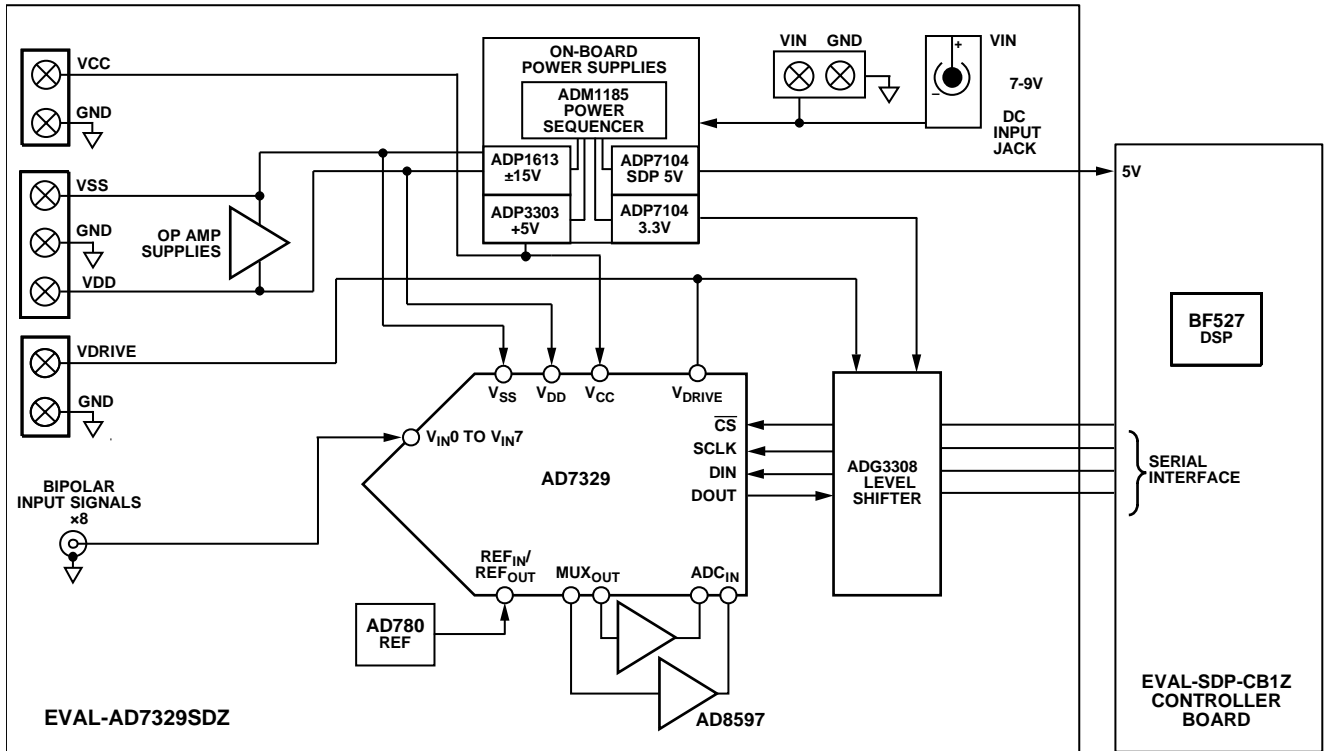 VCC
GND
VSS
GND
VDD
OP AMP
SUPPLIES
VDRIVE
GND
BIPOLAR
INPUT SIGNALS
×8
ON-BOARD
POWER SUPPLIES
ADM1185
POWER
SEQUENCER
ADP1613
±15V
ADP7104
SDP 5V
ADP3303
+5V
ADP7104
3.3V
VIN
GND
+
–
VIN
7-9V
DC
INPUT
JACK
5V
BF527
DSP
SERIAL
INTERFACE
EVAL-SDP-CB1Z
CONTROLLER
BOARD
VSS
VDD
VCC
VDRIVE
VIN0 TO VIN7
AD7329
CS
SCLK
DIN
DOUT
ADG3308
LEVEL
SHIFTER
REFIN/
REFOUT
MUXOUT
ADCIN
AD780
REF
AD8597
EVAL-AD7329SDZ